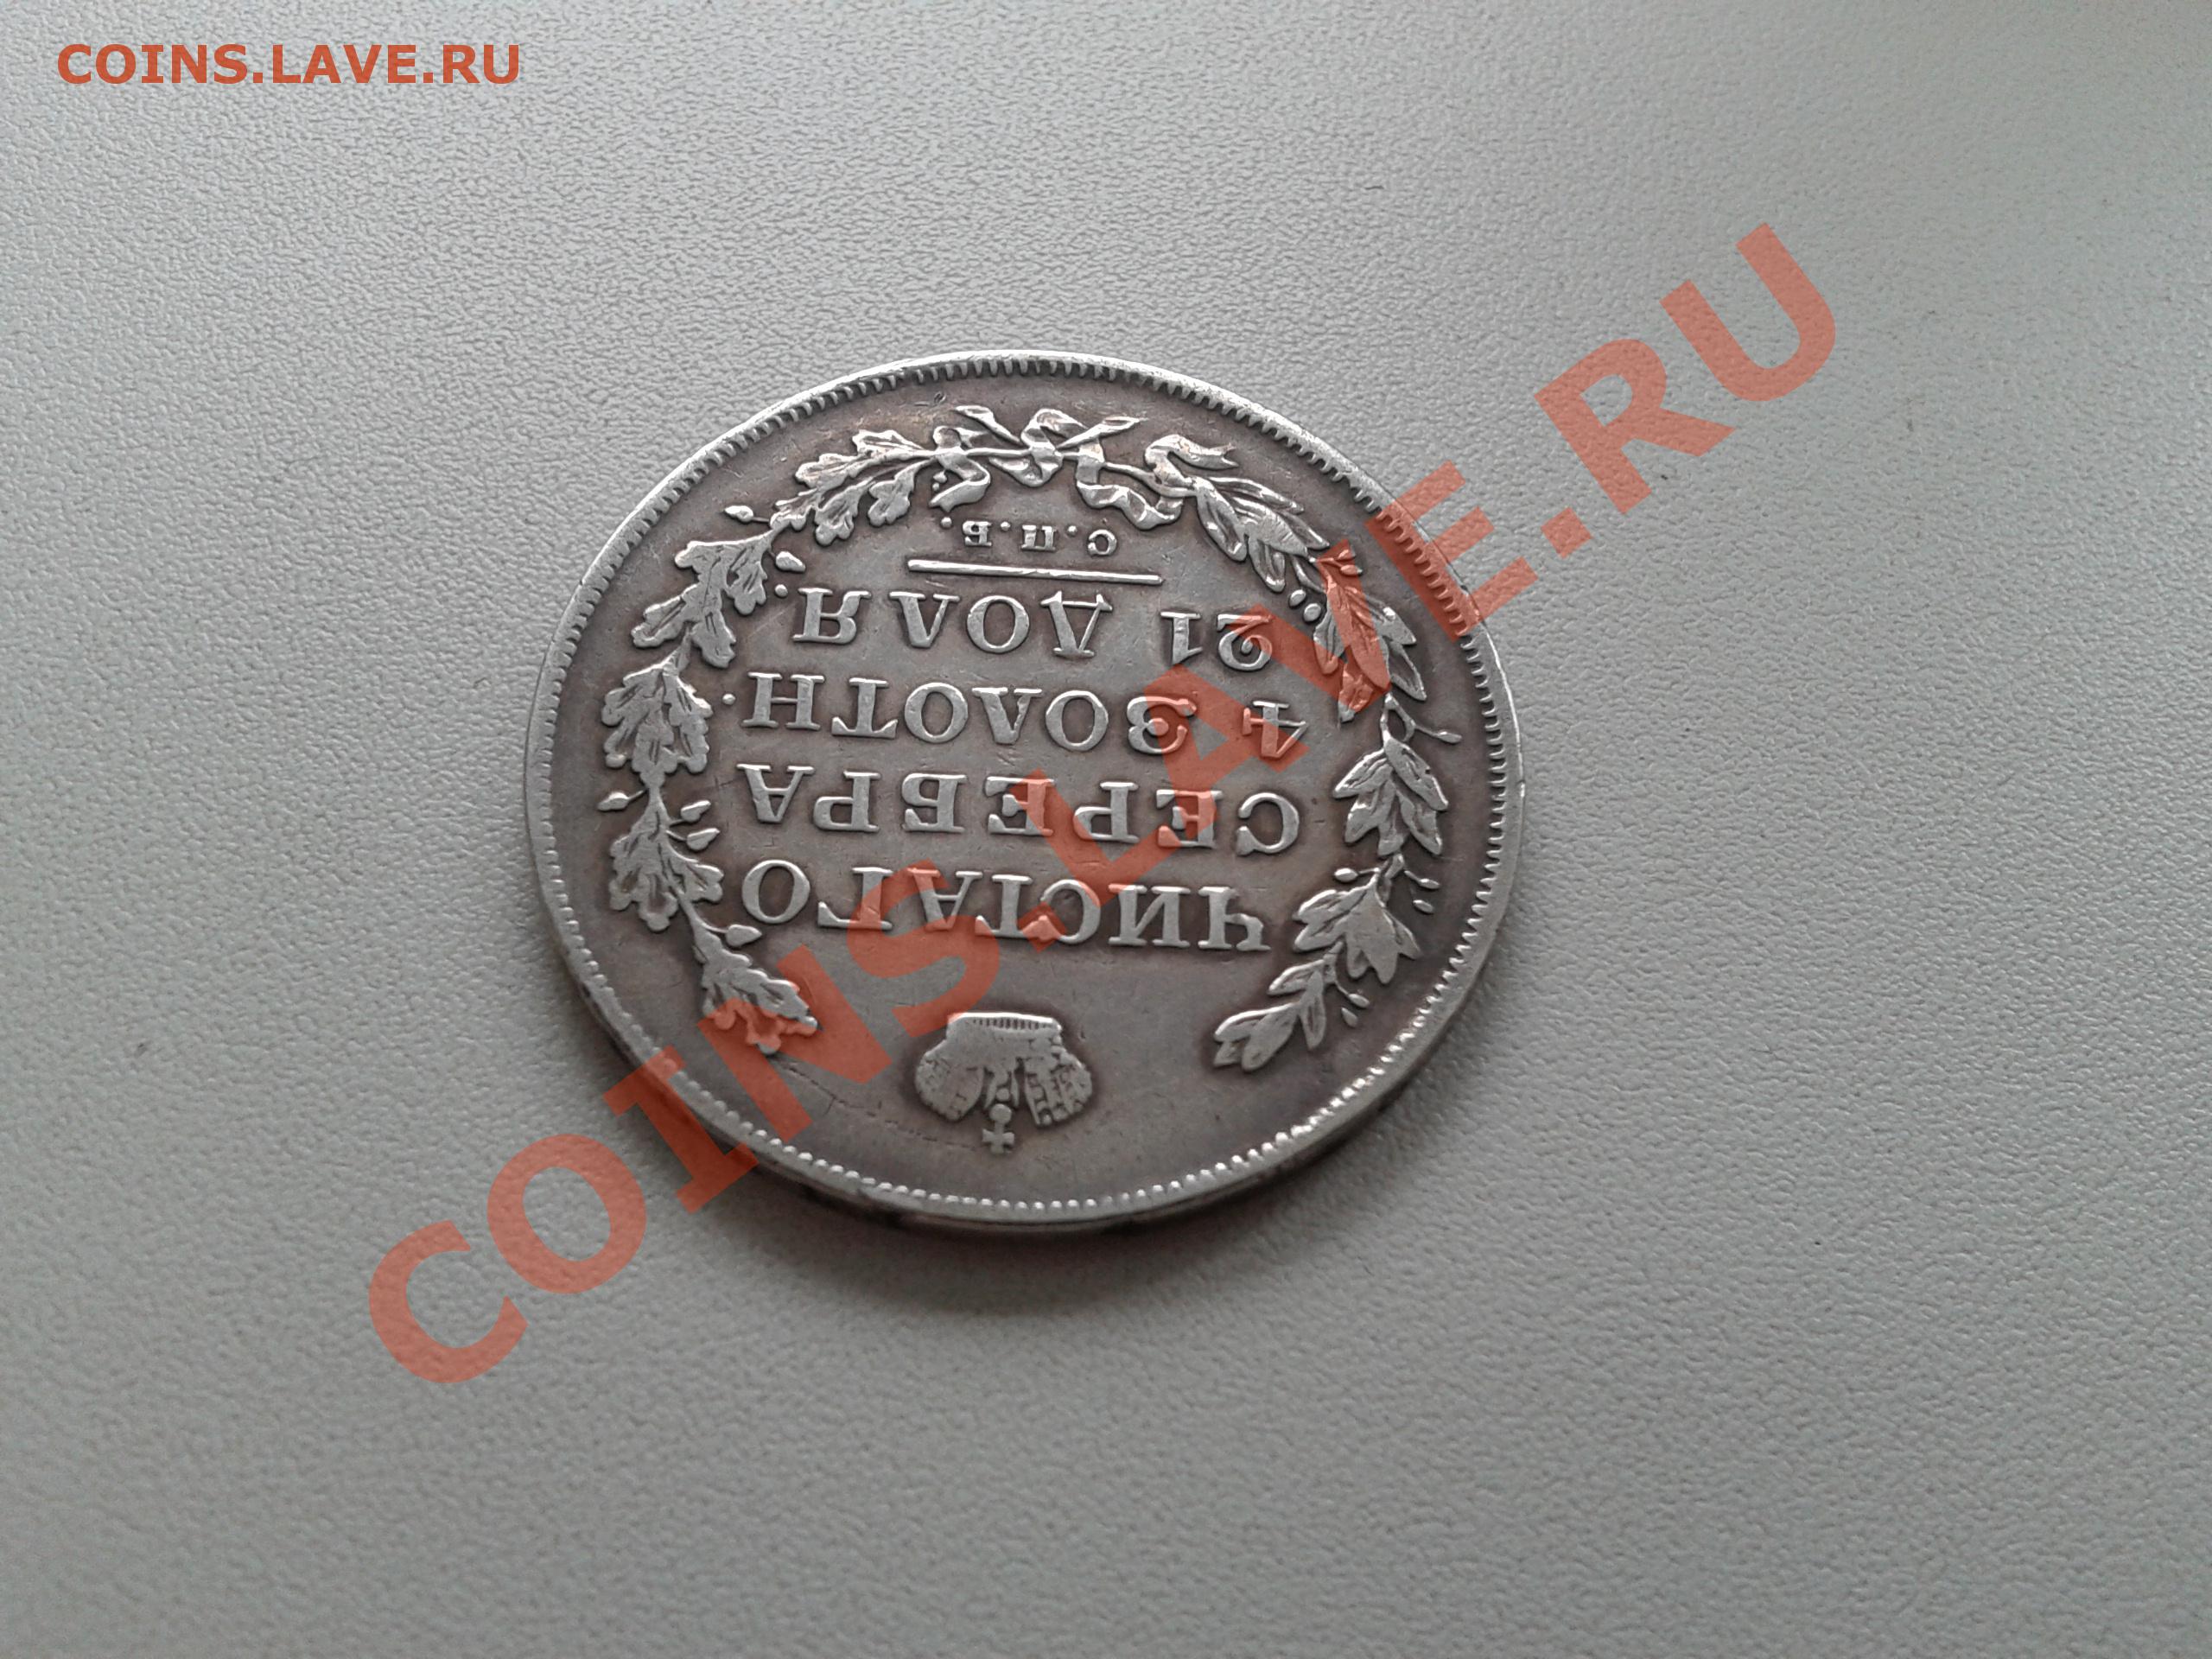 COINS.LAVE.RU
COINS.LAVE.RU
ЧИСТАГО
СЕРЕБРА
4 ЗОЛОТН.
21 ДОЛЯ.
С.П.Б.